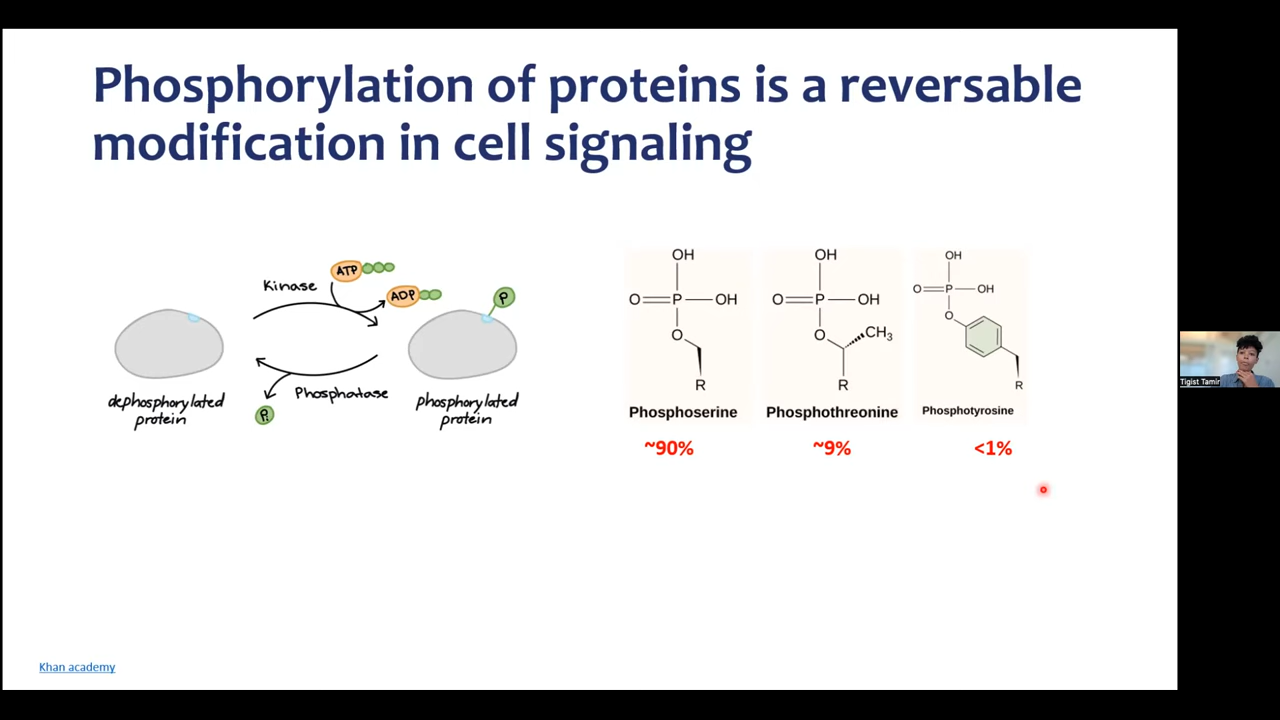 Phosphorylation of proteins is a reversable
modification in cell signaling
Kinase
ATP
ADP
P
dephosphorylated
protein
Phosphatase
Pi
phosphorylated
protein
OH
O P OH
O
R
Phosphoserine
~90%
OH
O P OH
O CH3
R
Phosphothreonine
~9%
OH
O P OH
O
R
Phosphotyrosine
<1%
Tigist Tamir
Khan academy